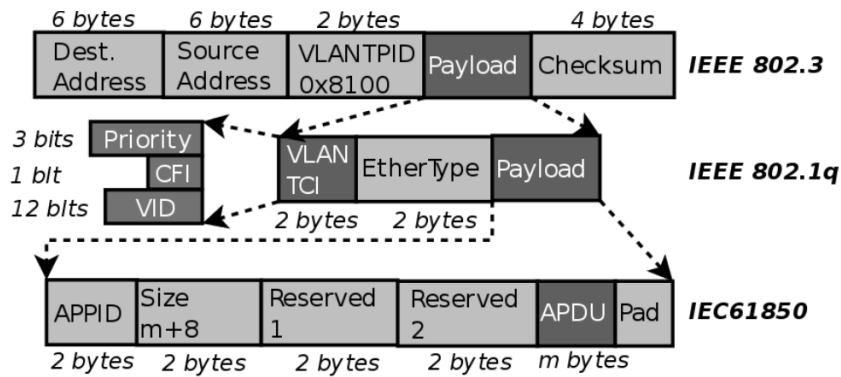 6 bytes 6 bytes 2 bytes 4 bytes
Dest. Source VLANTPID Payload Checksum IEEE 802.3
Address Address 0x8100
3 bits Priority VLAN EtherType Payload IEEE 802.1q
1 blt CFI TCI
12 blts VID 2 bytes 2 bytes
APPID Size Reserved Reserved APDU Pad IEC61850
m+8 1 2
2 bytes 2 bytes 2 bytes 2 bytes m bytes